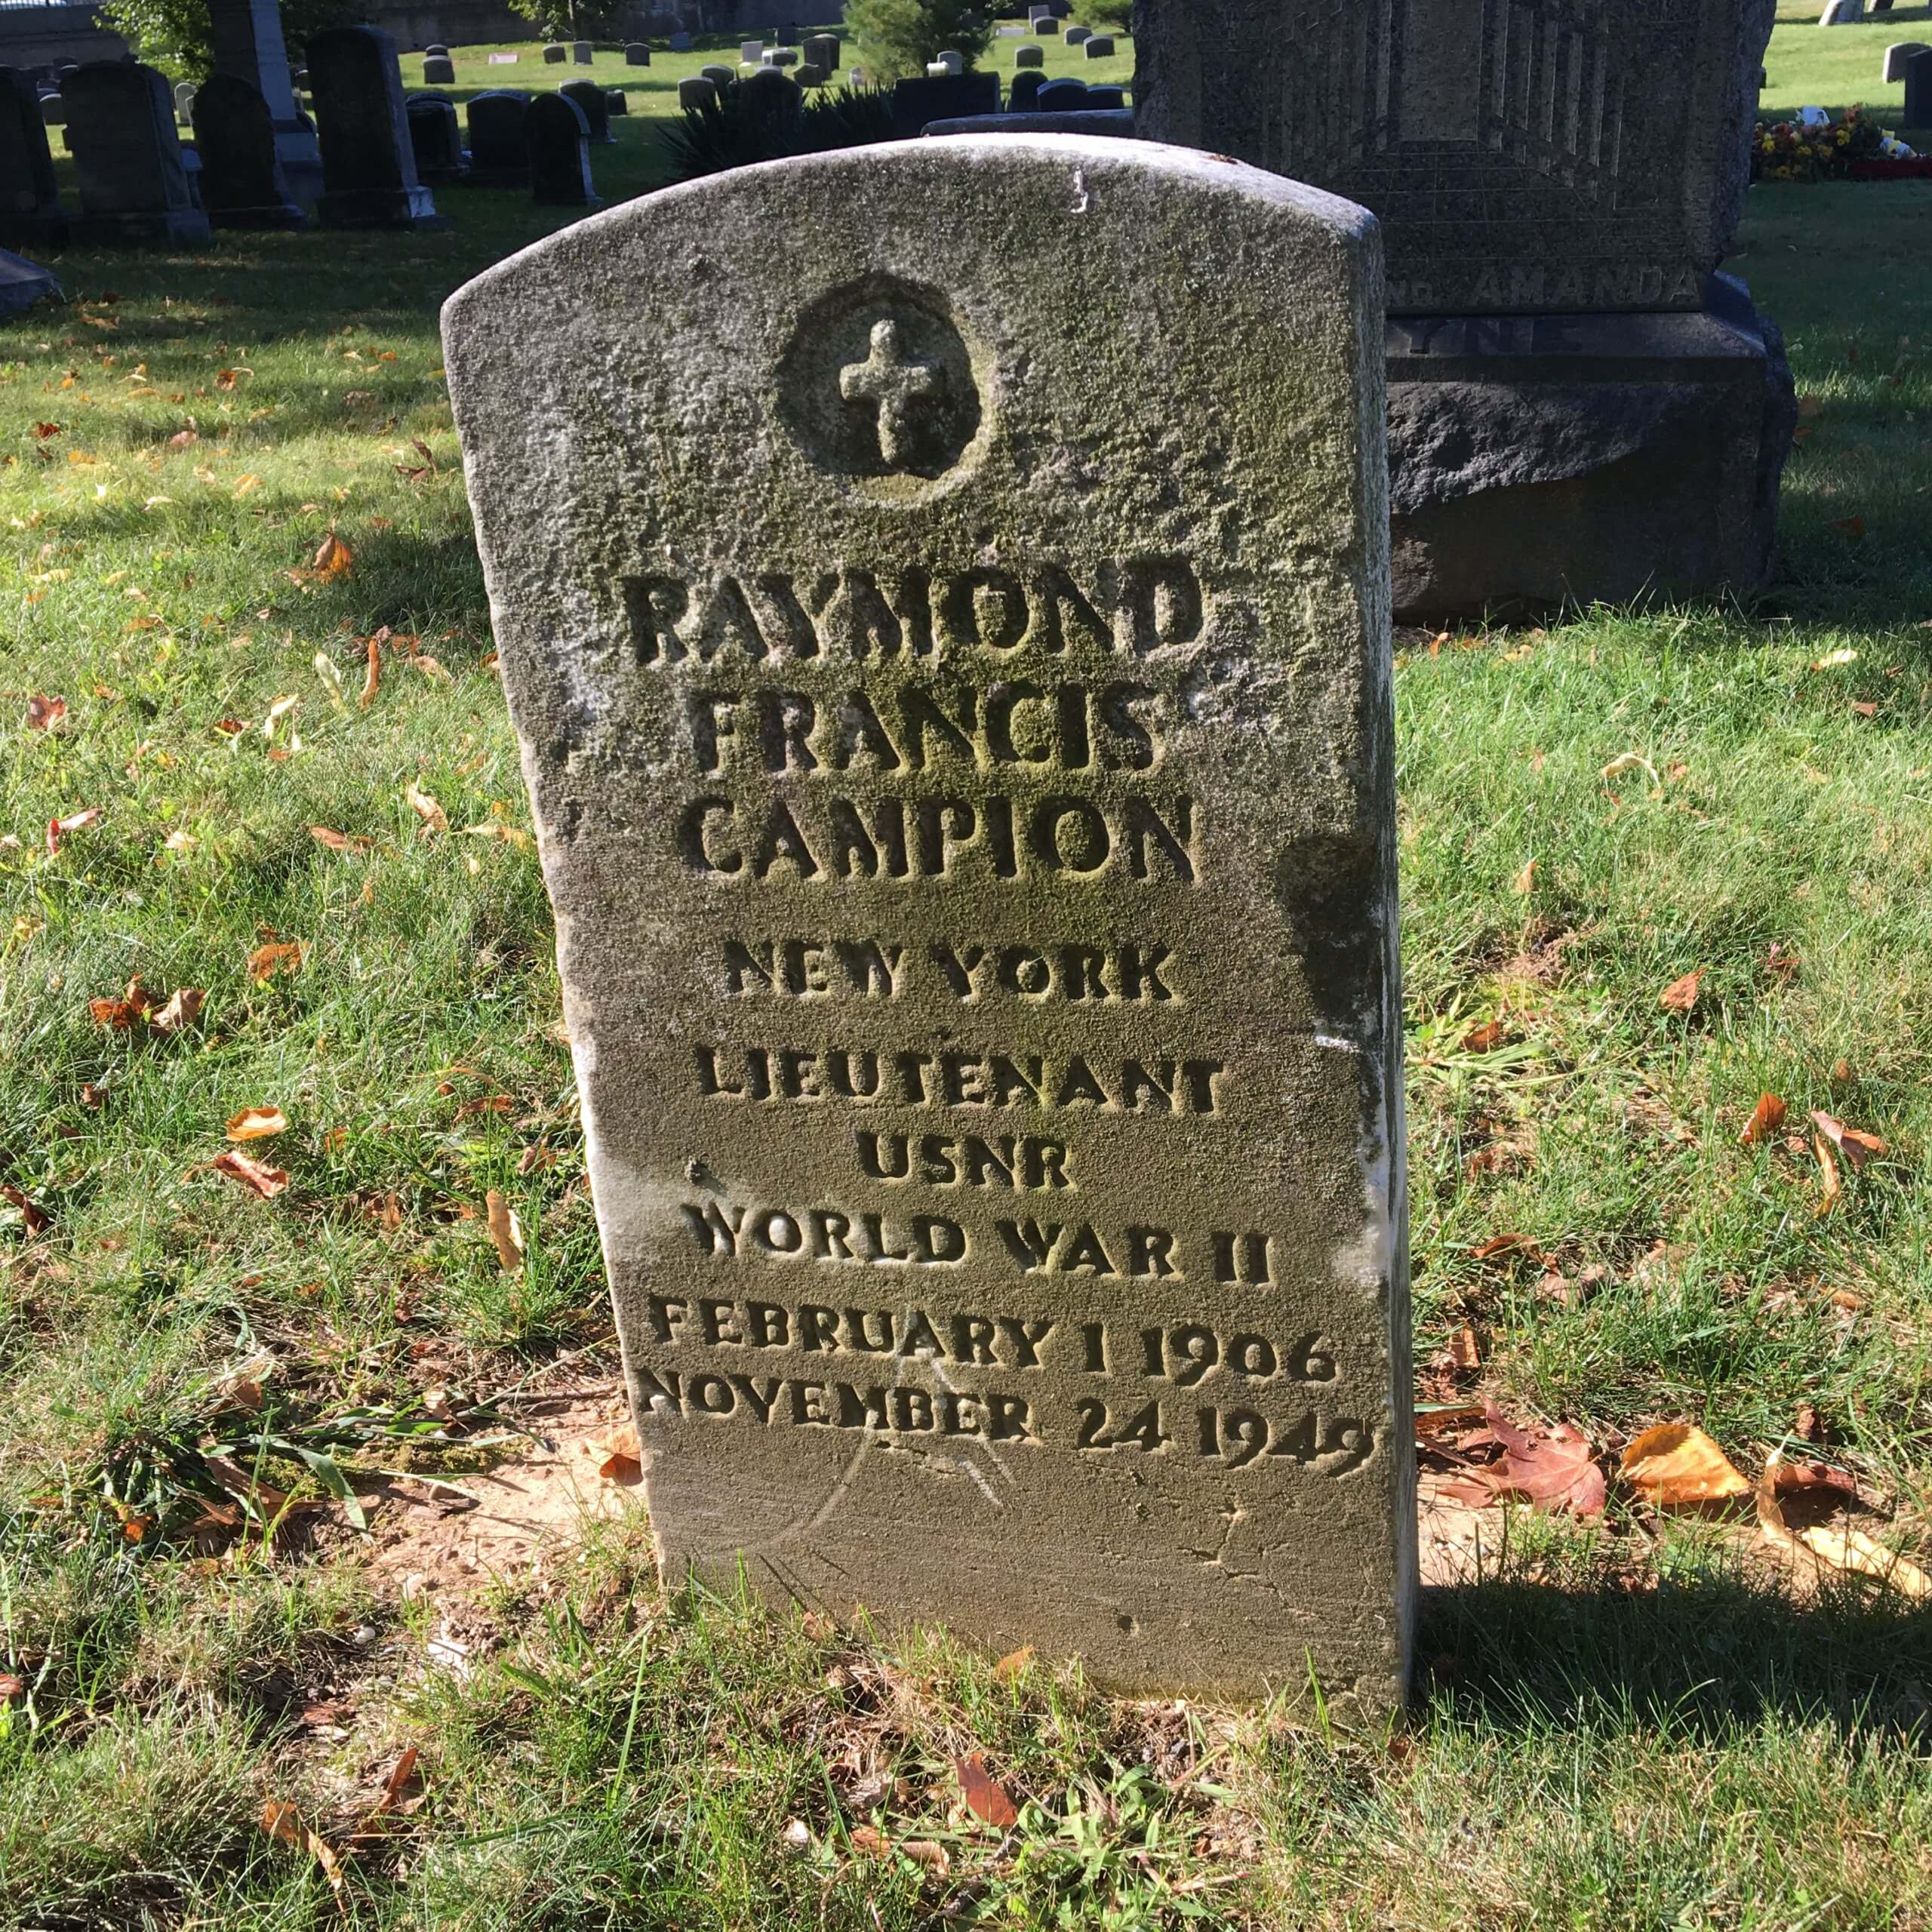 RAYMOND
FRANCIS
CAMPION
NEW YORK
LIEUTENANT
USNR
WORLD WAR II
FEBRUARY 1 1906
NOVEMBER 24 1949
AMANDA